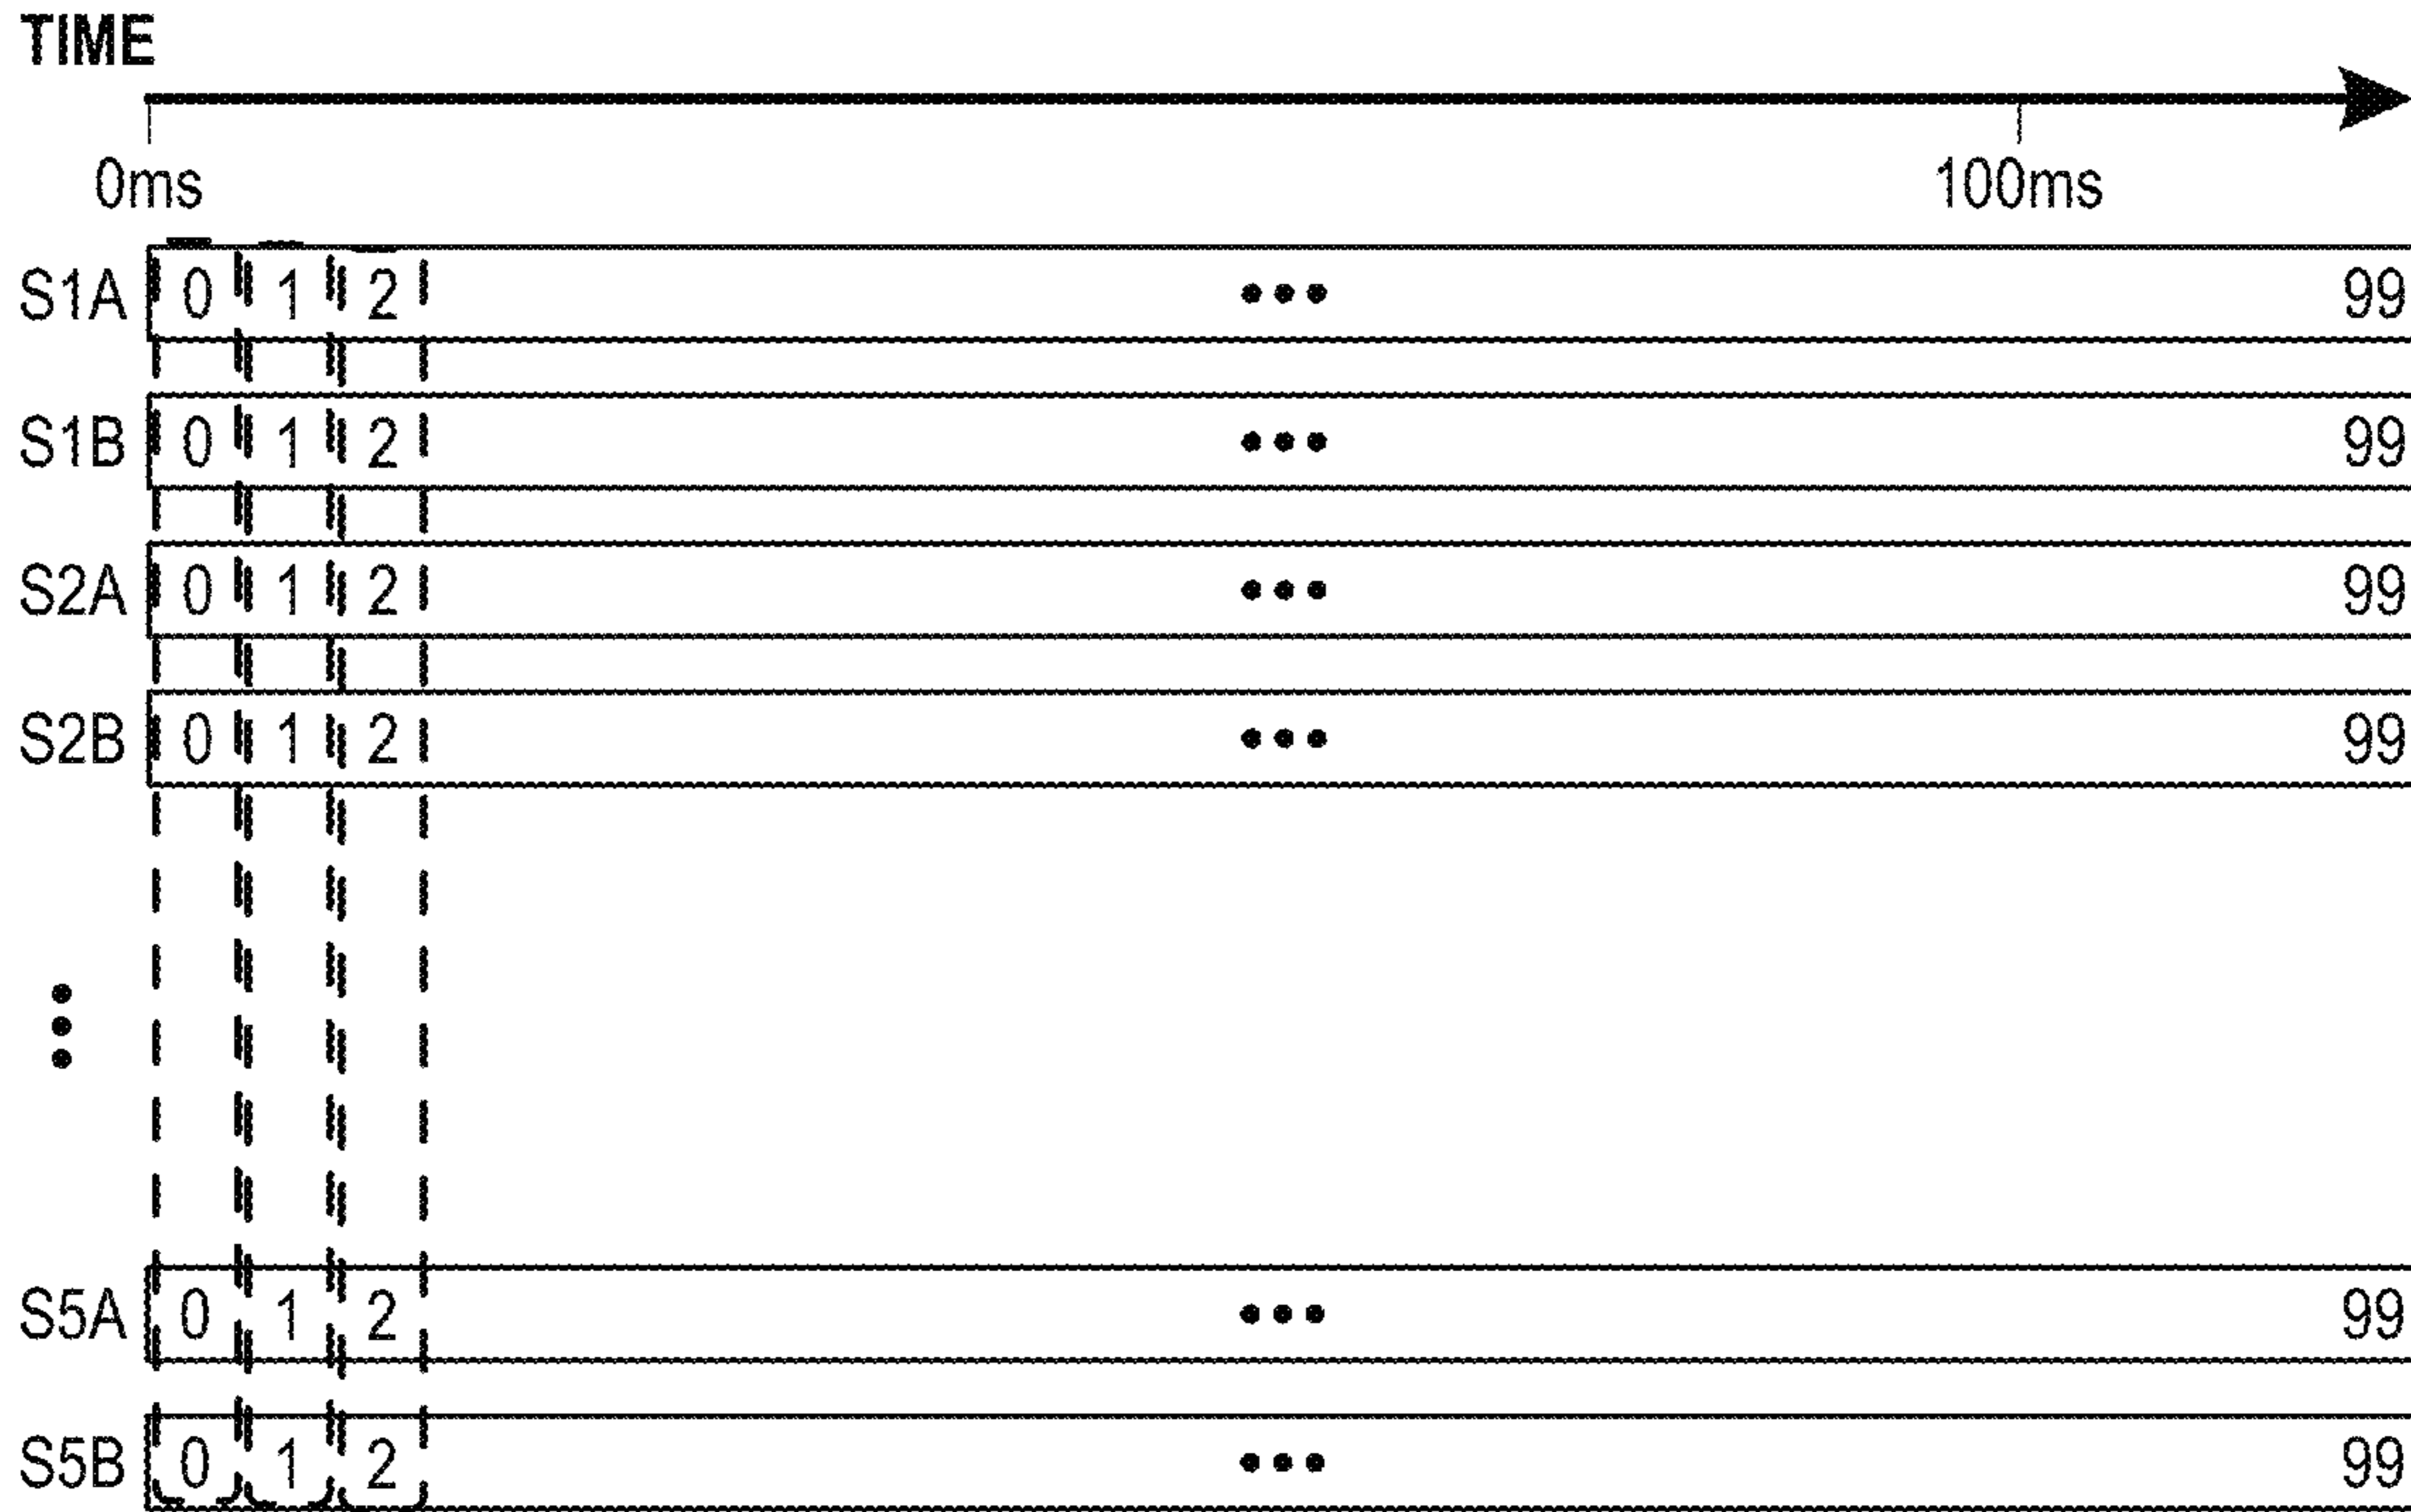 TIME
0ms 100ms
S1A 0 1 2 ••• 99
S1B 0 1 2 ••• 99
S2A 0 1 2 ••• 99
S2B 0 1 2 ••• 99
S5A 0 1 2 ••• 99
S5B 0 1 2 ••• 99